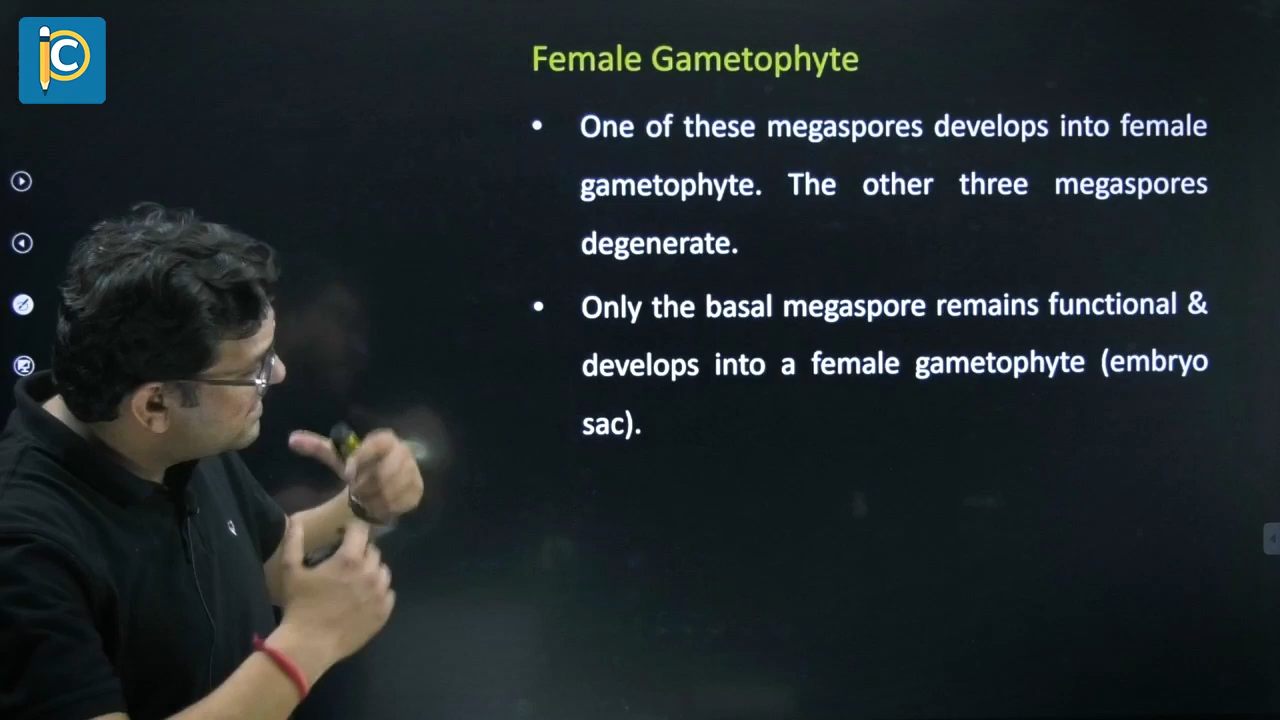 C
Female Gametophyte
• One of these megaspores develops into female
gametophyte. The other three megaspores
degenerate.
• Only the basal megaspore remains functional &
develops into a female gametophyte (embryo
sac).